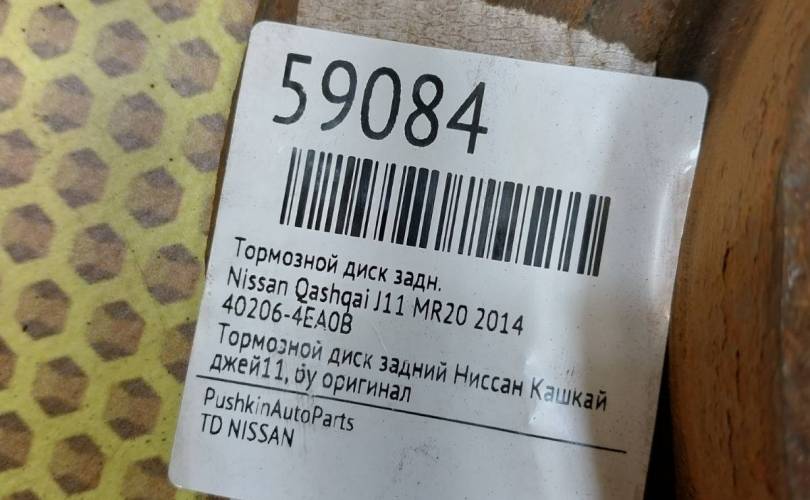 59084
Тормозной диск задн.
Nissan Qashqai J11 MR20 2014
40206-4EA0B
Тормозной диск задний Ниссан Кашкай
джей11, бу оригинал
PushkinAutoParts
TD NISSAN